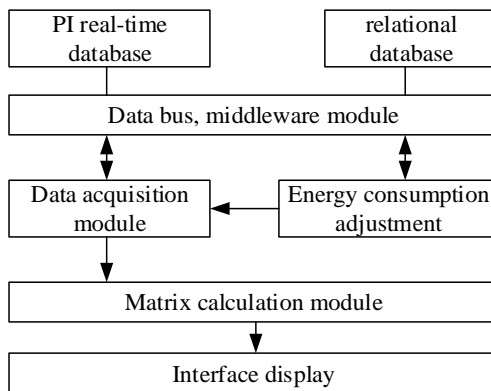 PI real-time
database
relational
database
Data bus, middleware module
Data acquisition
module
Energy consumption
adjustment
Matrix calculation module
Interface display